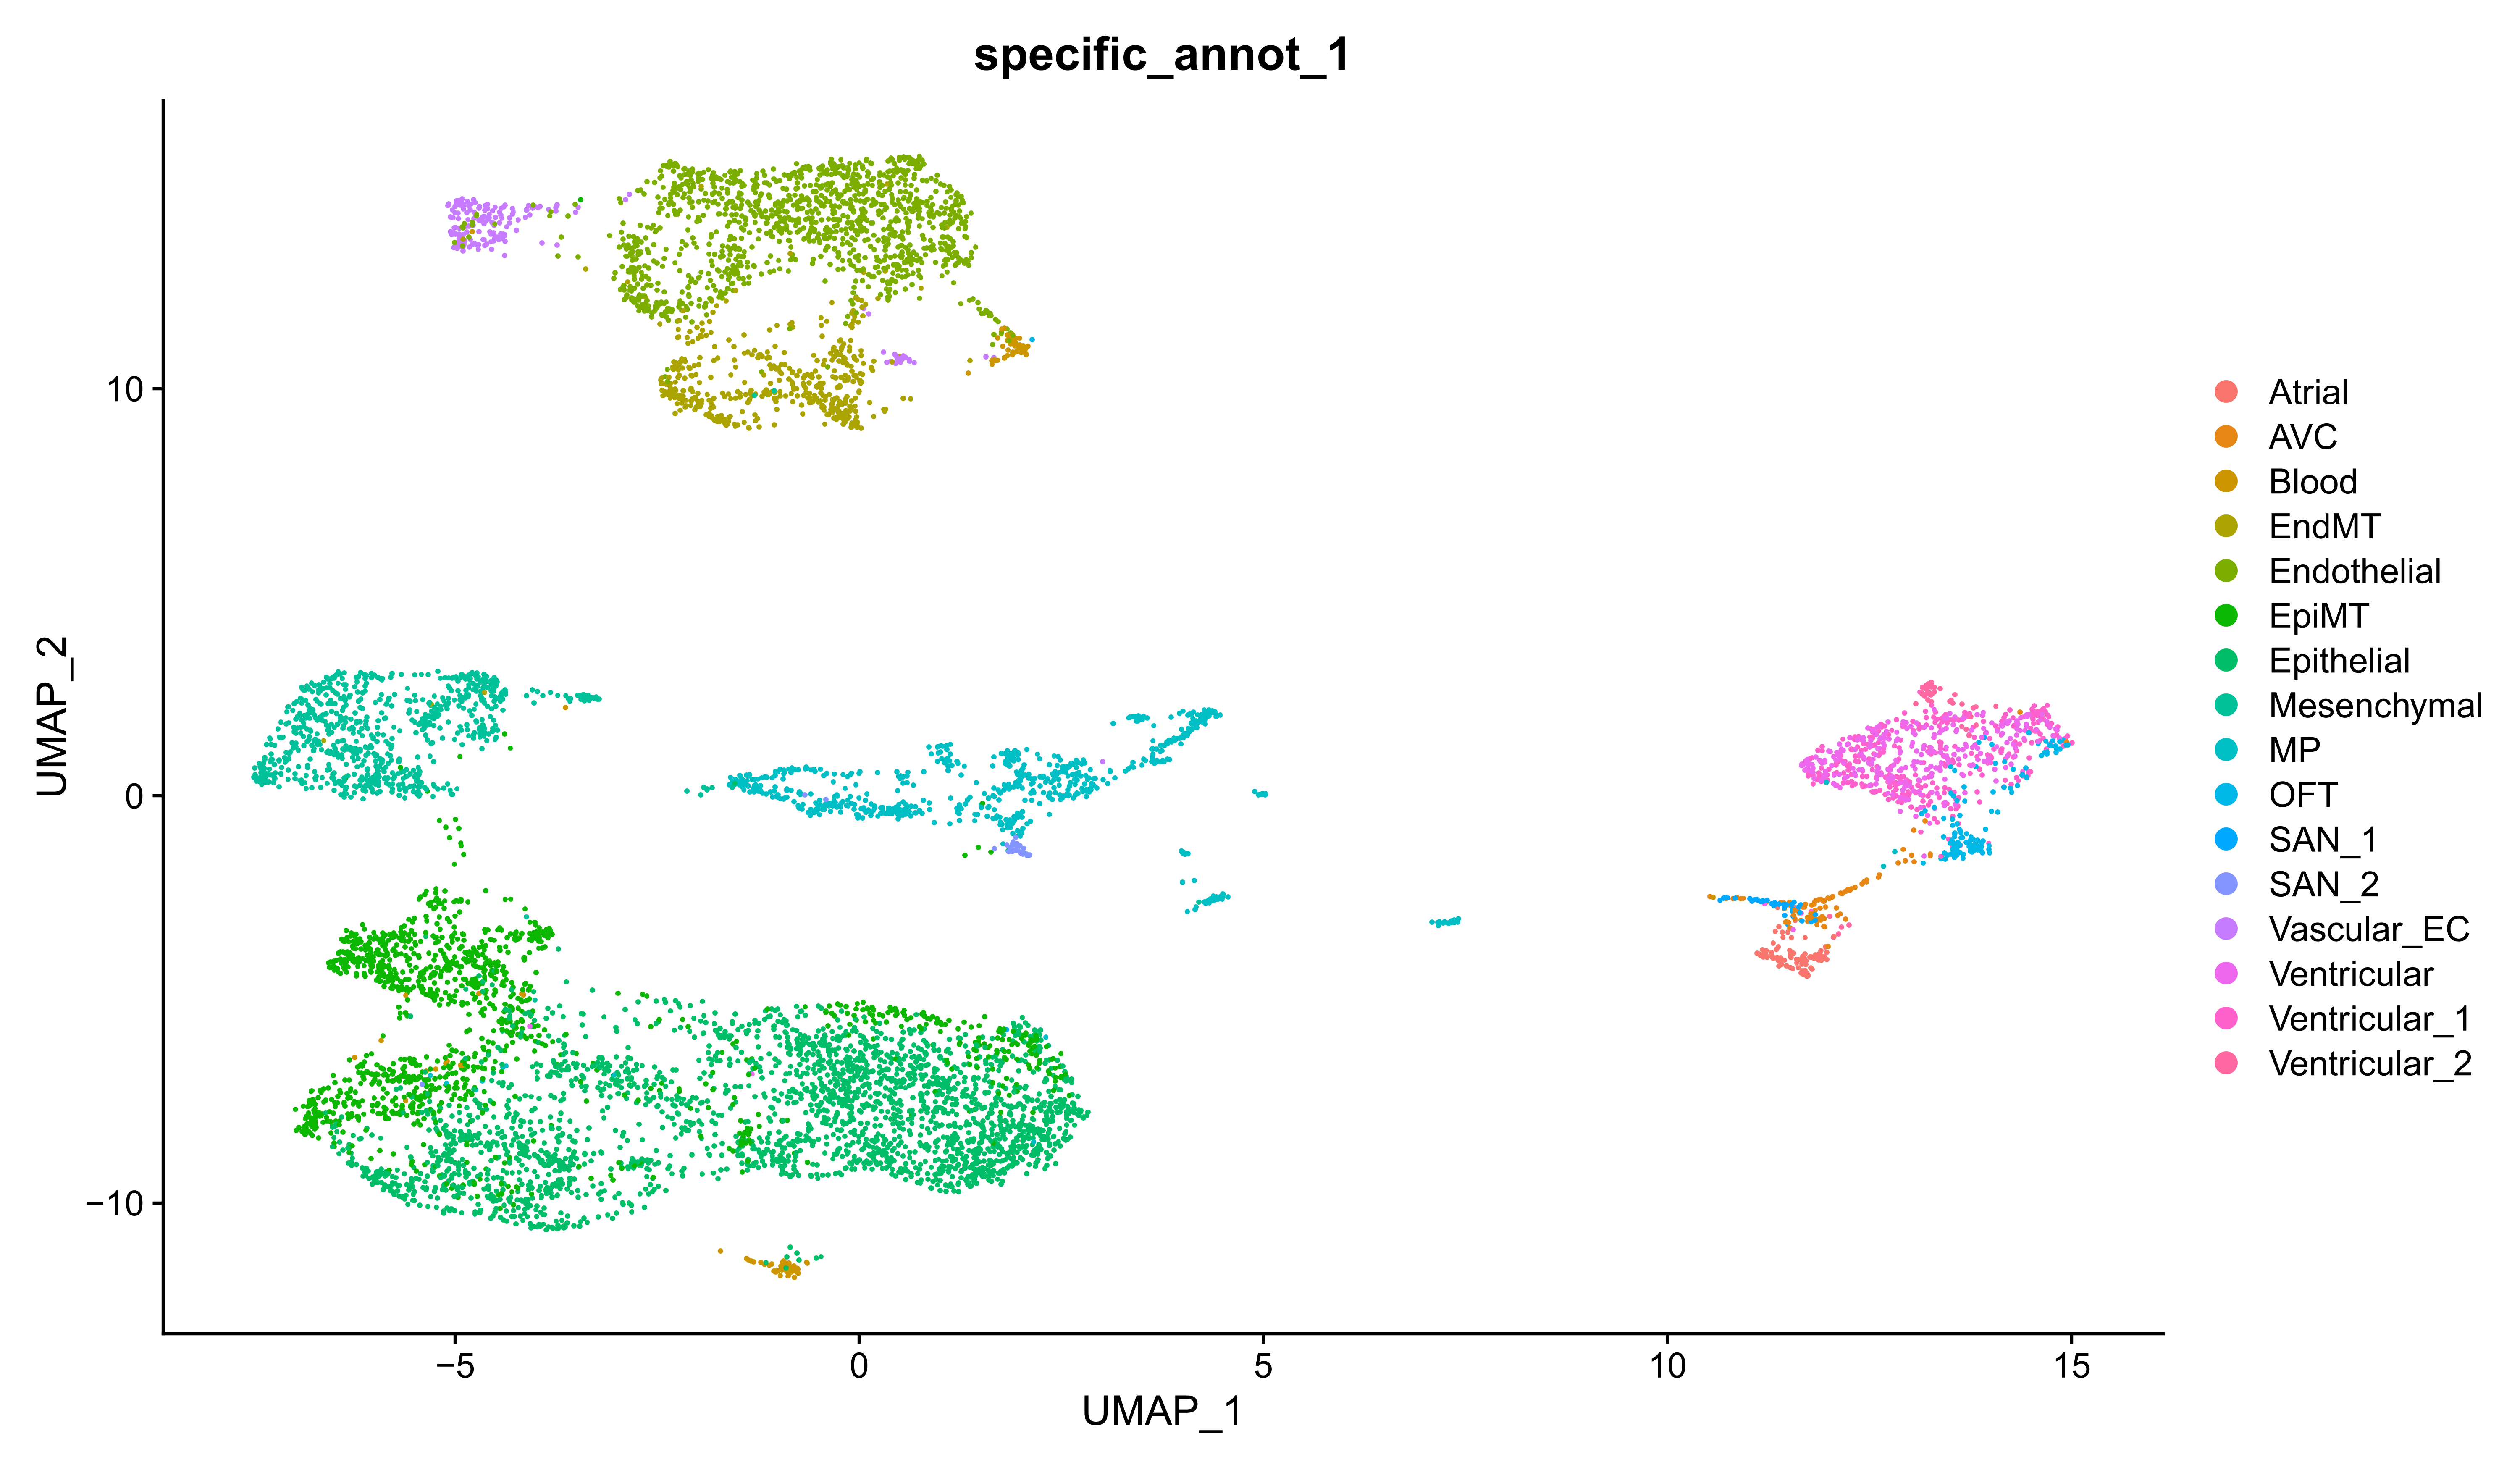 specific_annot_1
UMAP_2
10
0
−10
−5
0
5
10
15
UMAP_1
Atrial
AVC
Blood
EndMT
Endothelial
EpiMT
Epithelial
Mesenchymal
MP
OFT
SAN_1
SAN_2
Vascular_EC
Ventricular
Ventricular_1
Ventricular_2